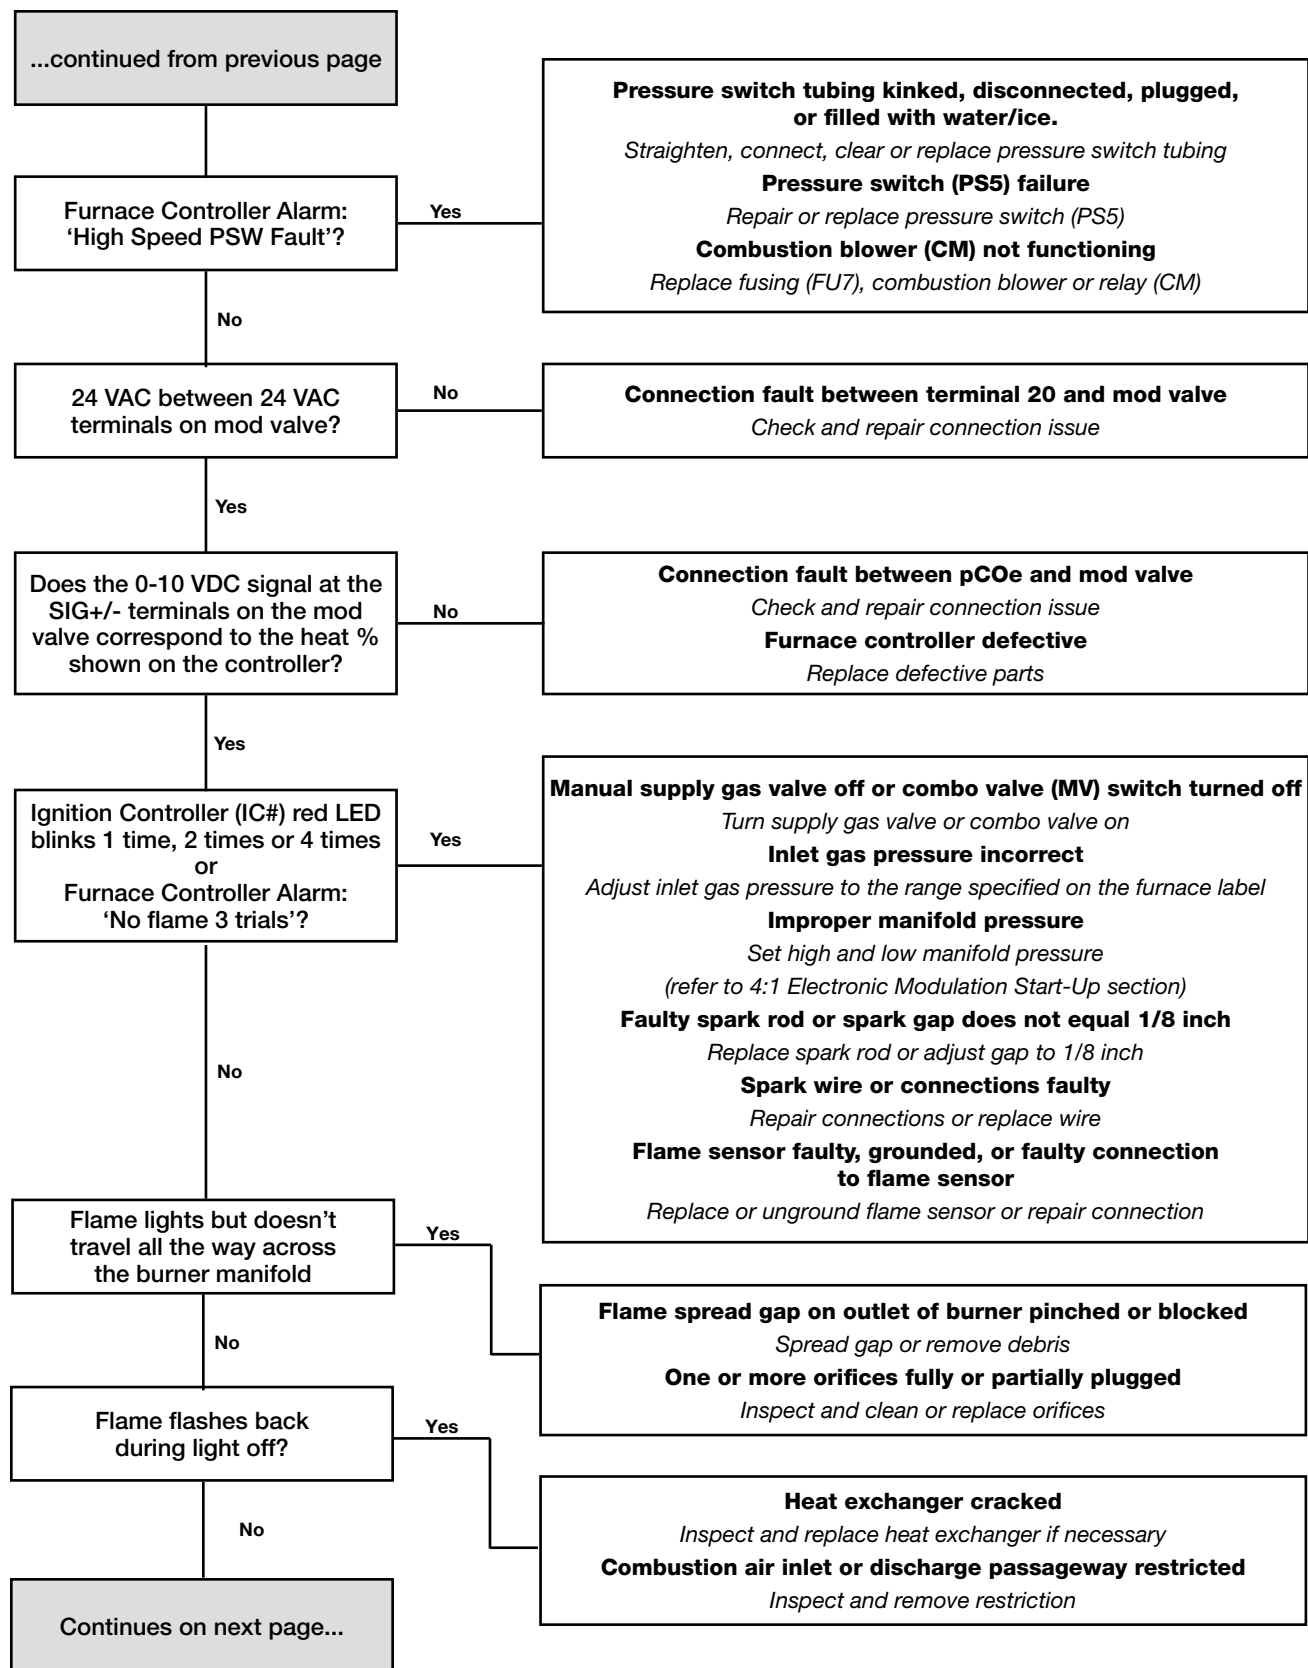 ...continued from previous page
Pressure switch tubing kinked, disconnected, plugged,
or filled with water/ice.
Straighten, connect, clear or replace pressure switch tubing
Pressure switch (PS5) failure
Repair or replace pressure switch (PS5)
Combustion blower (CM) not functioning
Replace fusing (FU7), combustion blower or relay (CM)
Furnace Controller Alarm:
‘High Speed PSW Fault’?
Yes
No
24 VAC between 24 VAC
terminals on mod valve?
No
Connection fault between terminal 20 and mod valve
Check and repair connection issue
Yes
Does the 0-10 VDC signal at the
SIG+/- terminals on the mod
valve correspond to the heat %
shown on the controller?
No
Connection fault between pCOe and mod valve
Check and repair connection issue
Furnace controller defective
Replace defective parts
Yes
Ignition Controller (IC#) red LED
blinks 1 time, 2 times or 4 times
or
Furnace Controller Alarm:
‘No flame 3 trials’?
Yes
Manual supply gas valve off or combo valve (MV) switch turned off
Turn supply gas valve or combo valve on
Inlet gas pressure incorrect
Adjust inlet gas pressure to the range specified on the furnace label
Improper manifold pressure
Set high and low manifold pressure
(refer to 4:1 Electronic Modulation Start-Up section)
Faulty spark rod or spark gap does not equal 1/8 inch
Replace spark rod or adjust gap to 1/8 inch
Spark wire or connections faulty
Repair connections or replace wire
Flame sensor faulty, grounded, or faulty connection
to flame sensor
Replace or unground flame sensor or repair connection
No
Flame lights but doesn’t
travel all the way across
the burner manifold
Yes
Flame spread gap on outlet of burner pinched or blocked
Spread gap or remove debris
One or more orifices fully or partially plugged
Inspect and clean or replace orifices
No
Flame flashes back
during light off?
Yes
Heat exchanger cracked
Inspect and replace heat exchanger if necessary
Combustion air inlet or discharge passageway restricted
Inspect and remove restriction
No
Continues on next page...